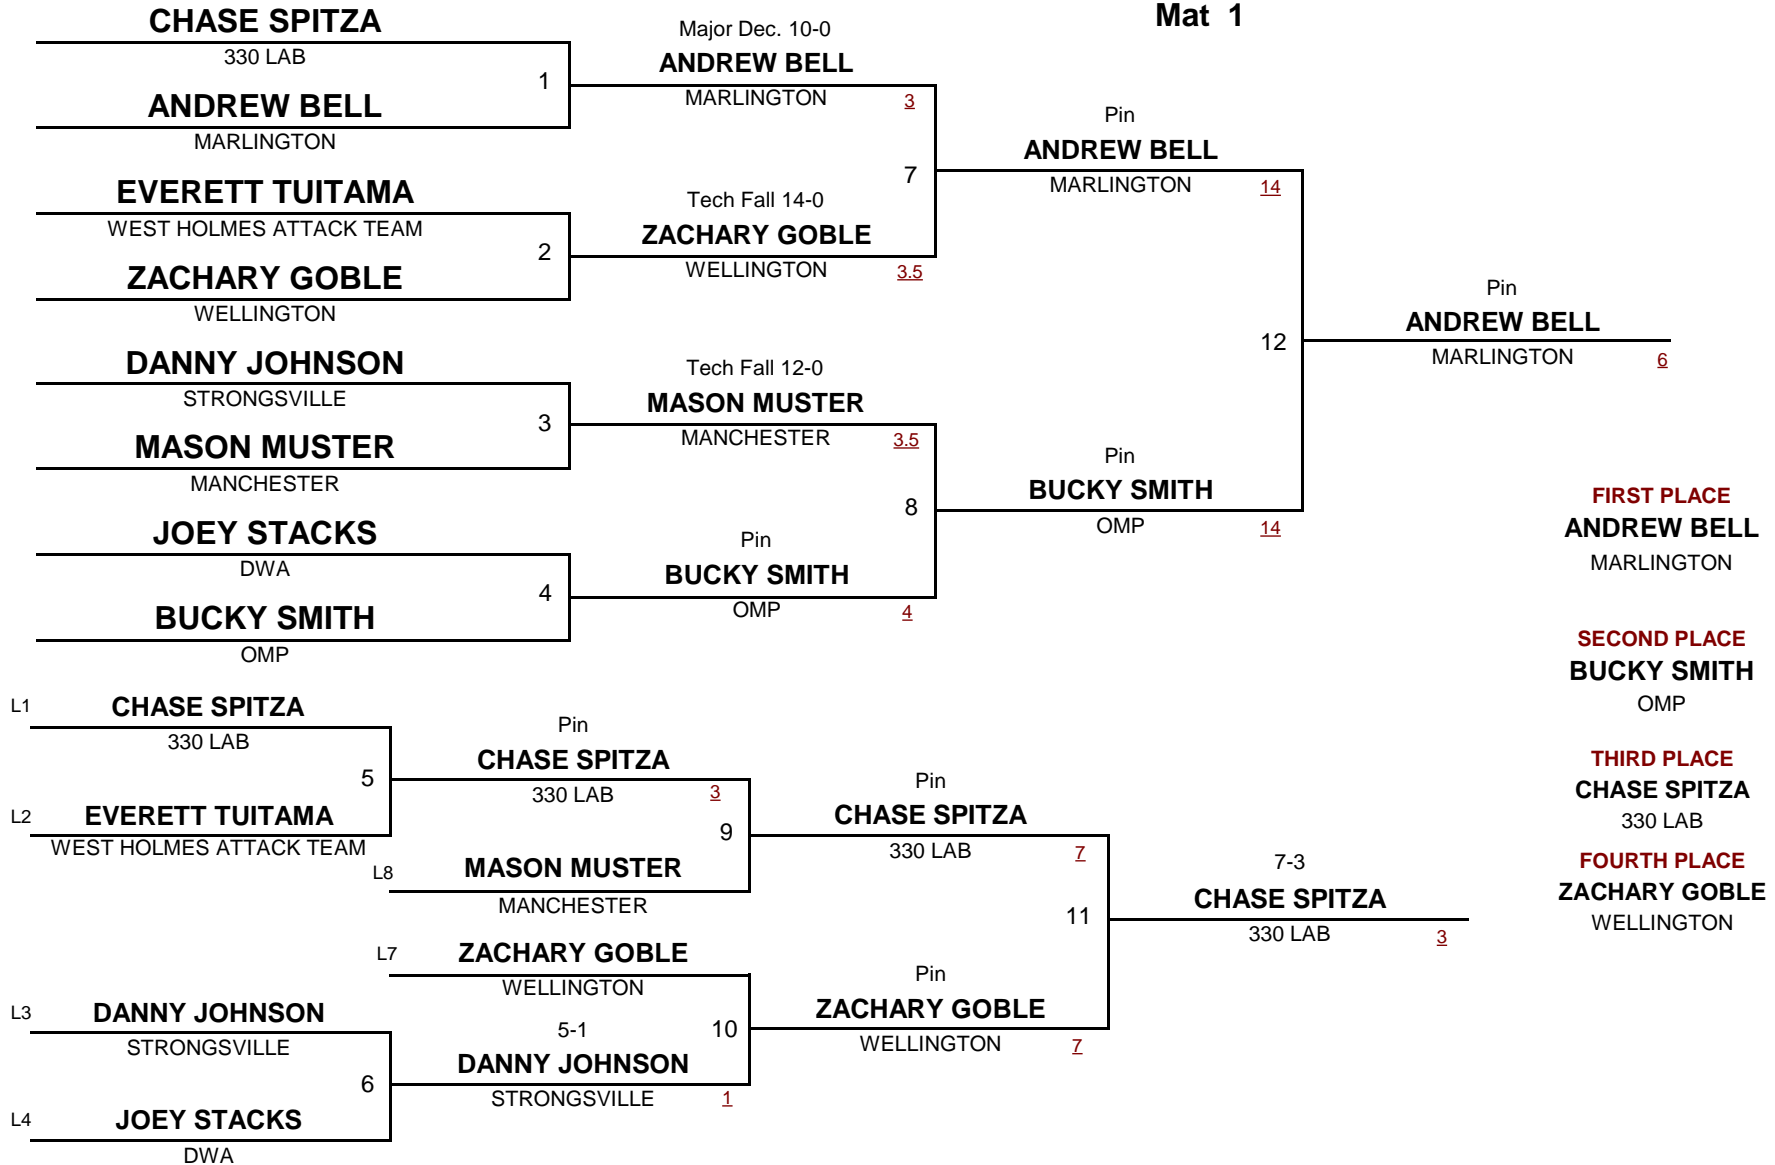 Mat 1
CHASE SPITZA
330 LAB
1
ANDREW BELL
MARLINGTON
EVERETT TUITAMA
WEST HOLMES ATTACK TEAM
2
ZACHARY GOBLE
WELLINGTON
DANNY JOHNSON
STRONGSVILLE
3
MASON MUSTER
MANCHESTER
JOEY STACKS
DWA
4
BUCKY SMITH
OMP
Major Dec. 10-0
ANDREW BELL
MARLINGTON 3
7
Tech Fall 14-0
ZACHARY GOBLE
WELLINGTON 3.5
Tech Fall 12-0
MASON MUSTER
MANCHESTER 3.5
8
Pin
BUCKY SMITH
OMP 4
Pin
ANDREW BELL
MARLINGTON 14
12
Pin
BUCKY SMITH
OMP 14
Pin
ANDREW BELL
MARLINGTON 6
FIRST PLACE
ANDREW BELL
MARLINGTON
SECOND PLACE
BUCKY SMITH
OMP
THIRD PLACE
CHASE SPITZA
330 LAB
FOURTH PLACE
ZACHARY GOBLE
WELLINGTON
L1 CHASE SPITZA
330 LAB
5
L2 EVERETT TUITAMA
WEST HOLMES ATTACK TEAM
L3 DANNY JOHNSON
STRONGSVILLE
6
L4 JOEY STACKS
DWA
Pin
CHASE SPITZA
330 LAB 3
9
L8 MASON MUSTER
MANCHESTER
L7 ZACHARY GOBLE
WELLINGTON
5-1 10
DANNY JOHNSON
STRONGSVILLE 1
Pin
CHASE SPITZA
330 LAB 7
11
Pin
ZACHARY GOBLE
WELLINGTON 7
7-3
CHASE SPITZA
330 LAB 3